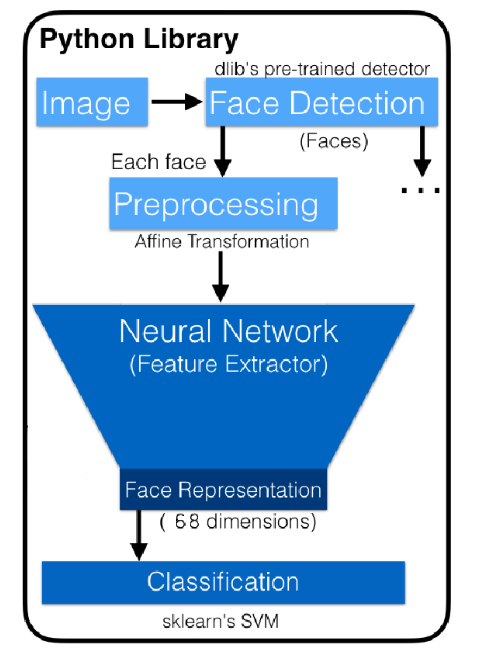 Python Library
dlib's pre-trained detector
Image
Face Detection
(Faces)
Each face
...
Preprocessing
Affine Transformation
Neural Network
(Feature Extractor)
Face Representation
( 68 dimensions)
Classification
sklearn's SVM